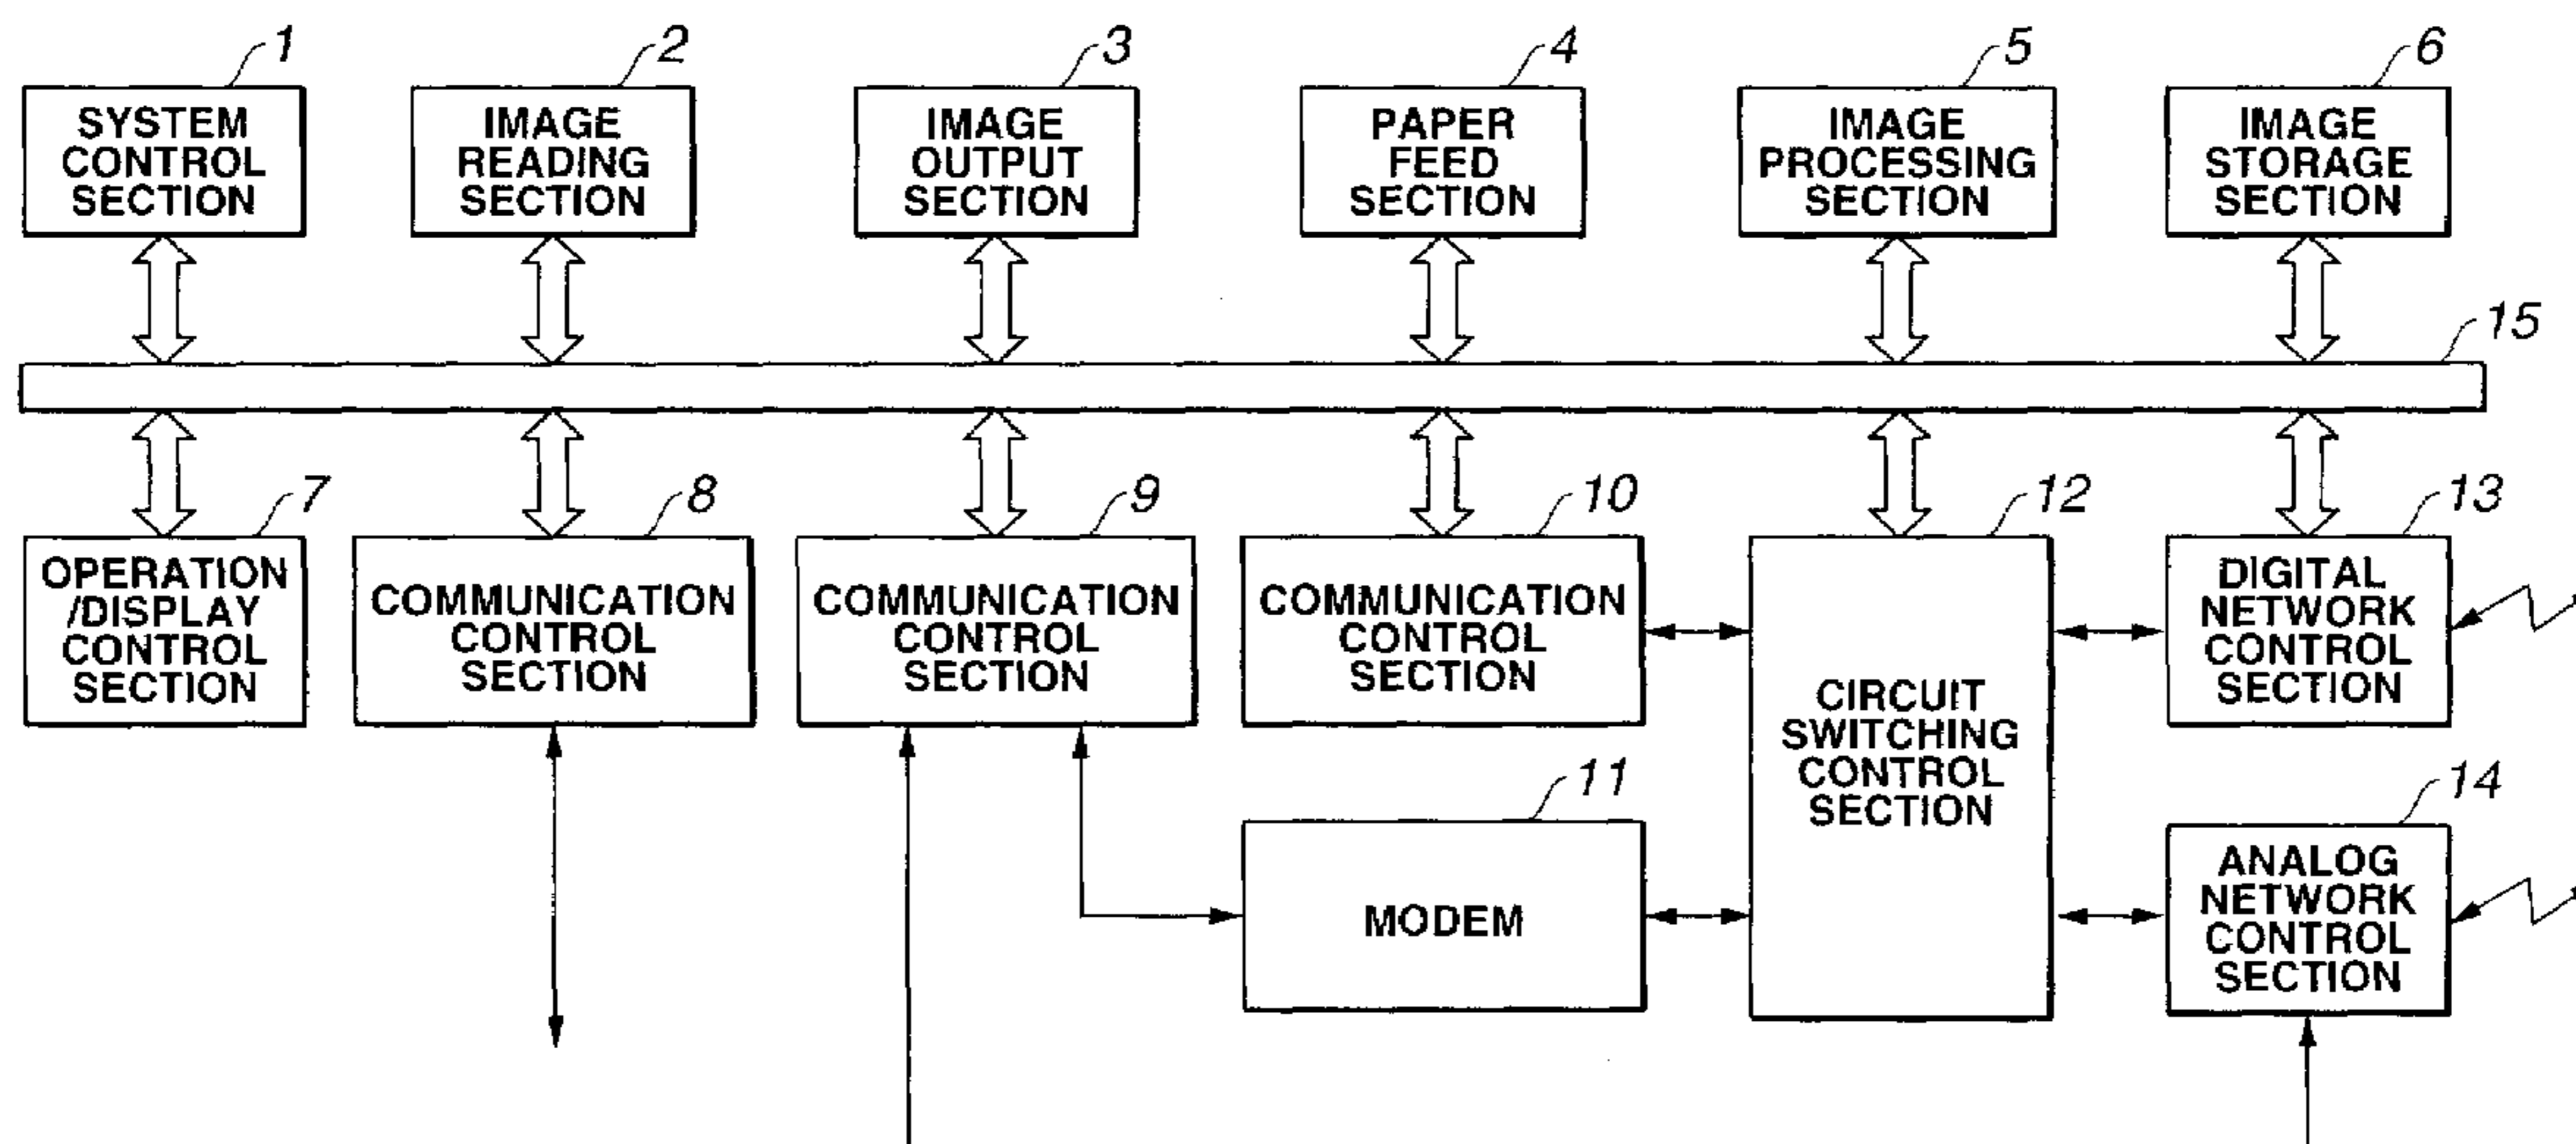 1
SYSTEM
CONTROL
SECTION
2
IMAGE
READING
SECTION
3
IMAGE
OUTPUT
SECTION
4
PAPER
FEED
SECTION
5
IMAGE
PROCESSING
SECTION
6
IMAGE
STORAGE
SECTION
15
7
OPERATION
/DISPLAY
CONTROL
SECTION
8
COMMUNICATION
CONTROL
SECTION
9
COMMUNICATION
CONTROL
SECTION
10
COMMUNICATION
CONTROL
SECTION
12
CIRCUIT
SWITCHING
CONTROL
SECTION
13
DIGITAL
NETWORK
CONTROL
SECTION
11
MODEM
14
ANALOG
NETWORK
CONTROL
SECTION